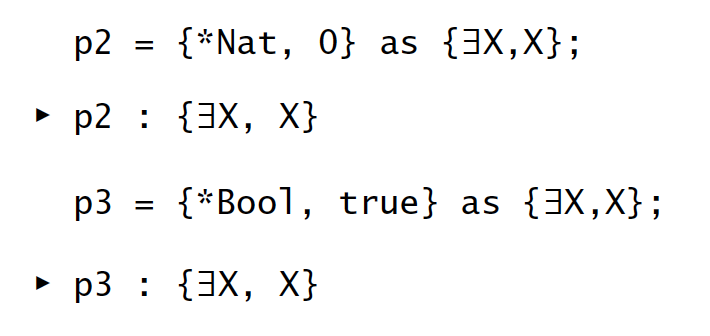 p2 = {*Nat, 0} as {∃X,X};
▸ p2 : {∃X, X}
p3 = {*Bool, true} as {∃X,X};
▸ p3 : {∃X, X}